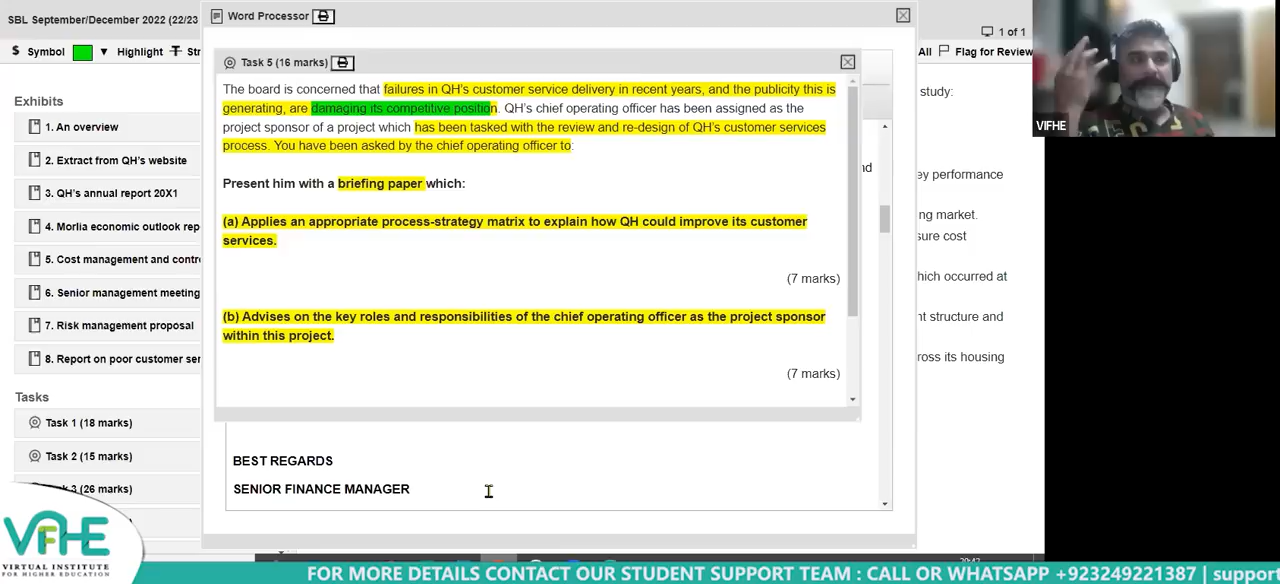 SBL September/December 2022 (22/23
Word Processor
1 of 1
$ Symbol
Highlight
Str
All
Flag for Review
Task 5 (16 marks)
The board is concerned that failures in QH's customer service delivery in recent years, and the publicity this is
generating, are damaging its competitive position. QH's chief operating officer has been assigned as the
project sponsor of a project which has been tasked with the review and re-design of QH's customer services
process. You have been asked by the chief operating officer to:
Present him with a briefing paper which:
(a) Applies an appropriate process-strategy matrix to explain how QH could improve its customer
services.
(7 marks)
(b) Advises on the key roles and responsibilities of the chief operating officer as the project sponsor
within this project.
(7 marks)
Exhibits
1. An overview
2. Extract from QH's website
3. QH's annual report 20X1
4. Morlia economic outlook rep
5. Cost management and contro
6. Senior management meeting
7. Risk management proposal
8. Report on poor customer ser
Tasks
Task 1 (18 marks)
Task 2 (15 marks)
3 (26 marks)
study:
nd
ey performance
ng market.
sure cost
hich occurred at
nt structure and
ross its housing
VIFHE
BEST REGARDS
SENIOR FINANCE MANAGER
VFHE
VIRTUAL INSTITUTE
FOR HIGHER EDUCATION
FOR MORE DETAILS CONTACT OUR STUDENT SUPPORT TEAM : CALL OR WHATSAPP +923249221387 | suppor